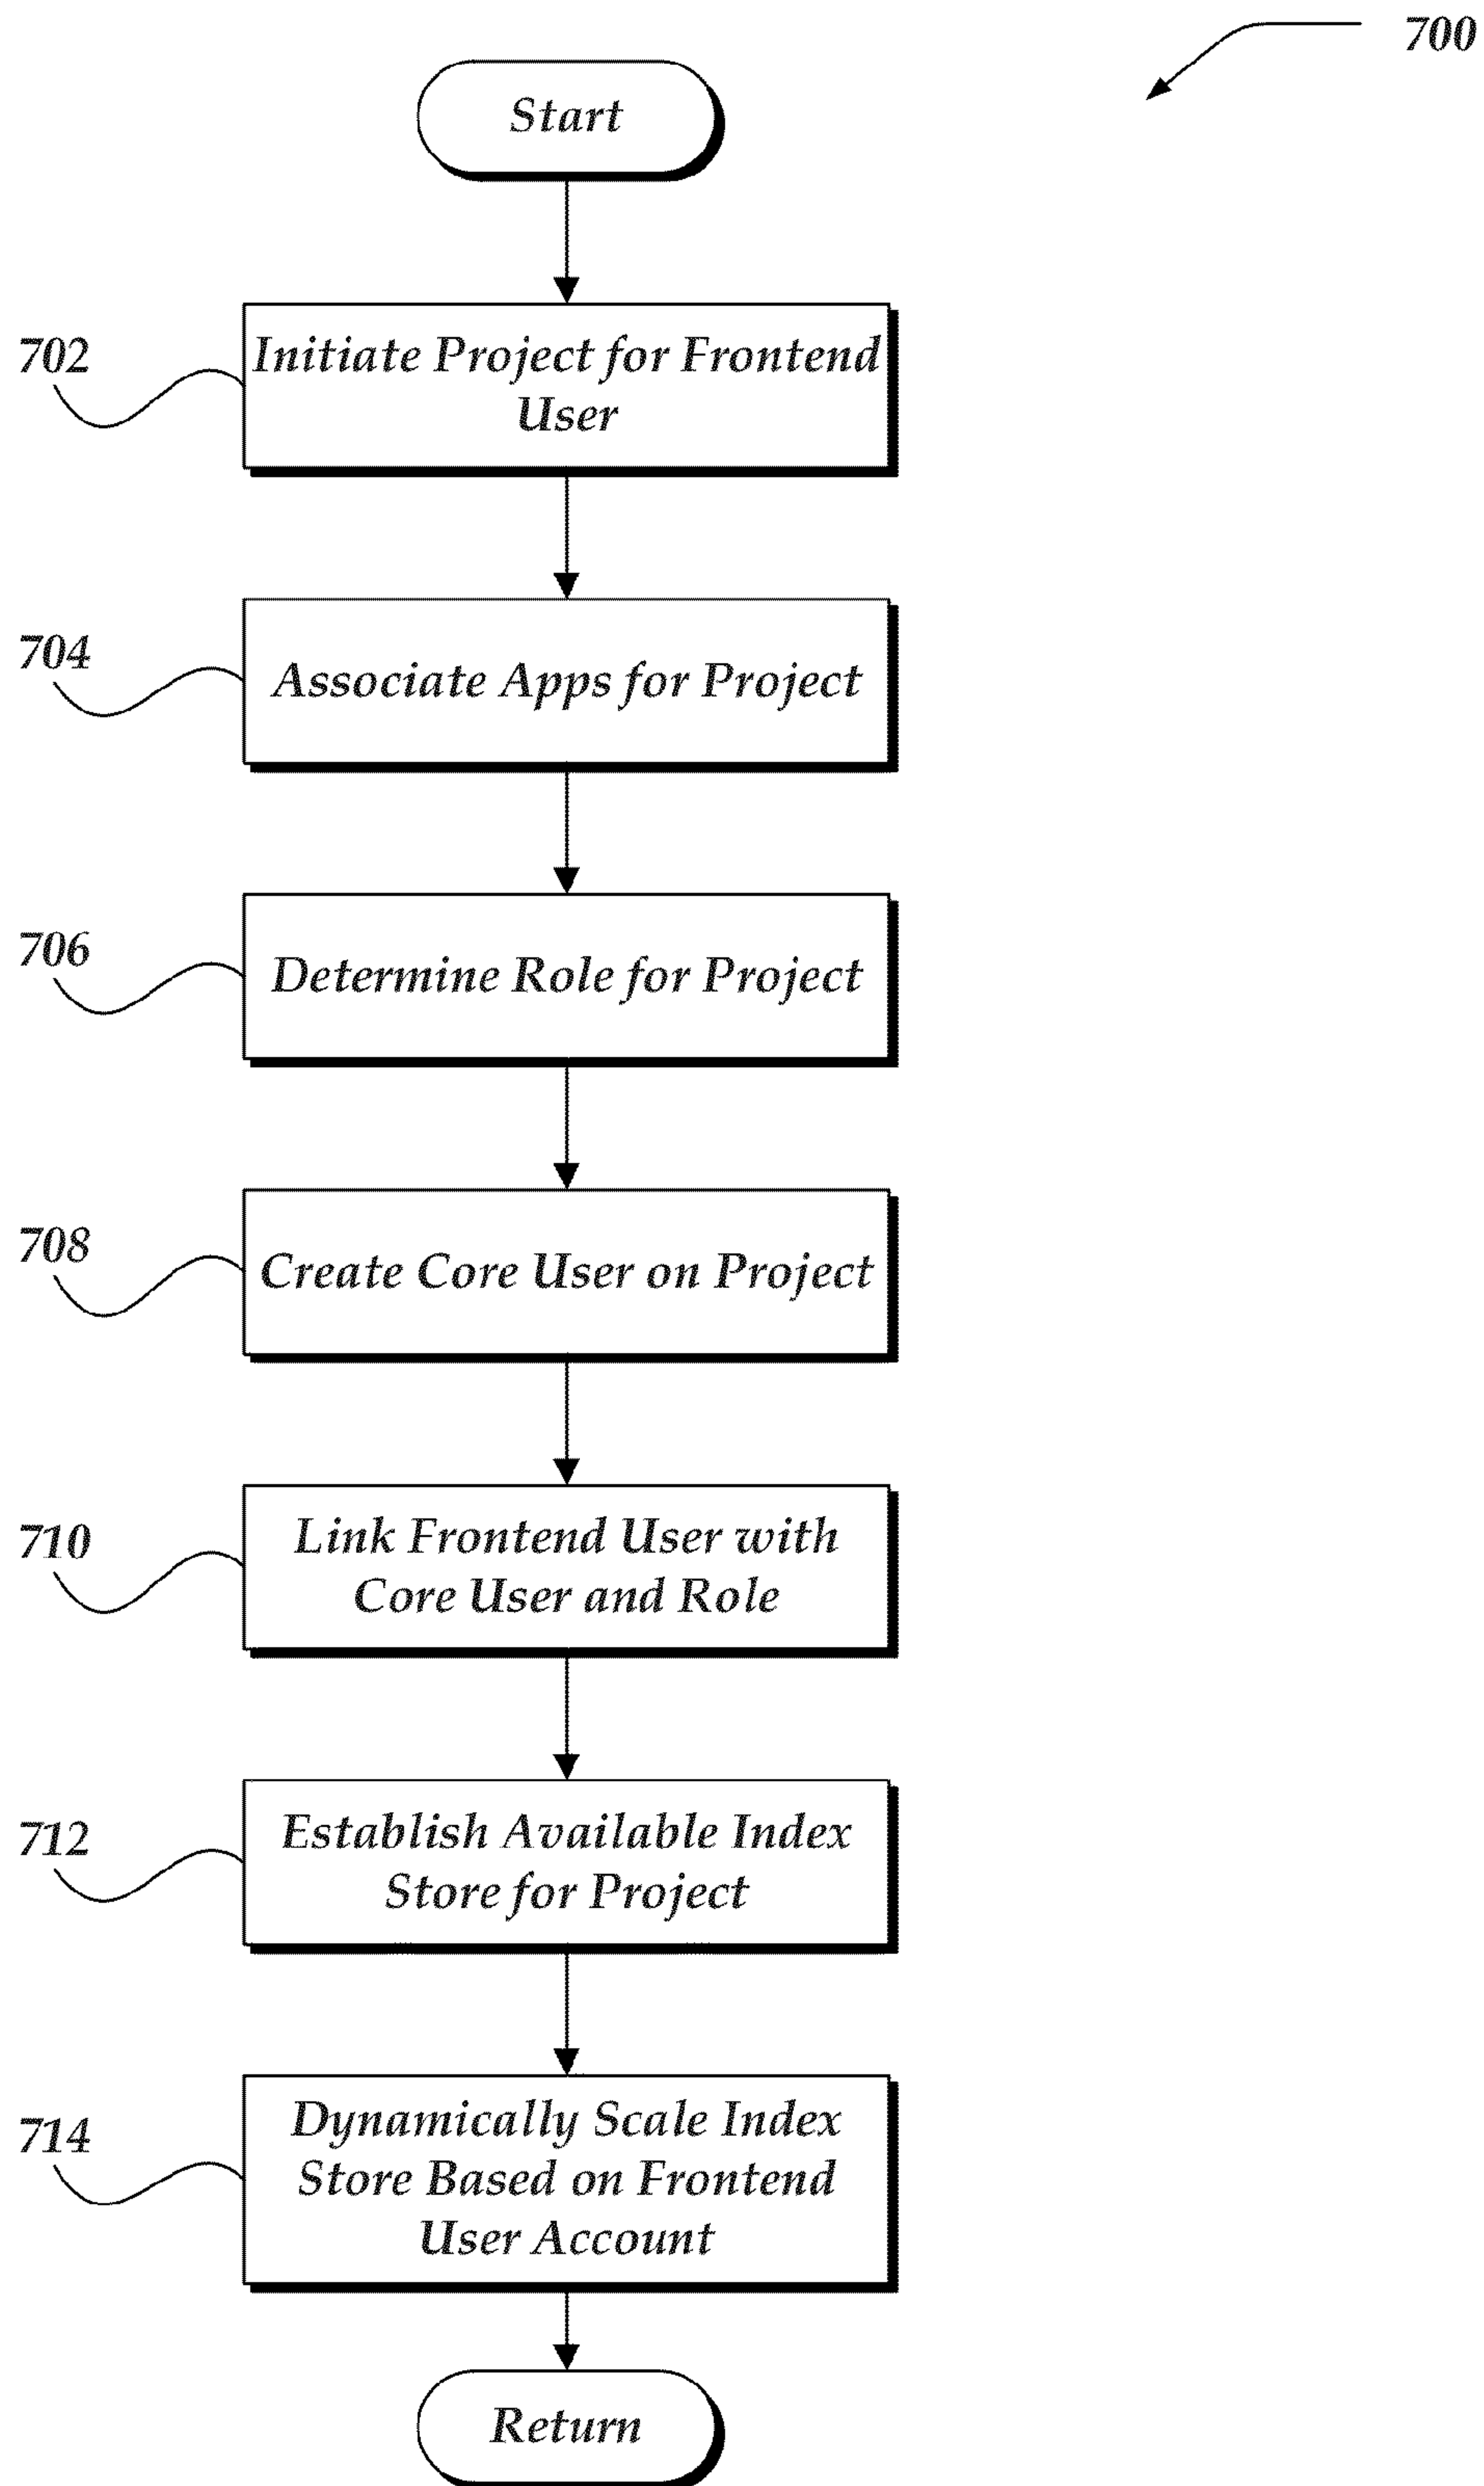 700
Start
702
Initiate Project for Frontend
User
704
Associate Apps for Project
706
Determine Role for Project
708
Create Core User on Project
710
Link Frontend User with
Core User and Role
712
Establish Available Index
Store for Project
714
Dynamically Scale Index
Store Based on Frontend
User Account
Return